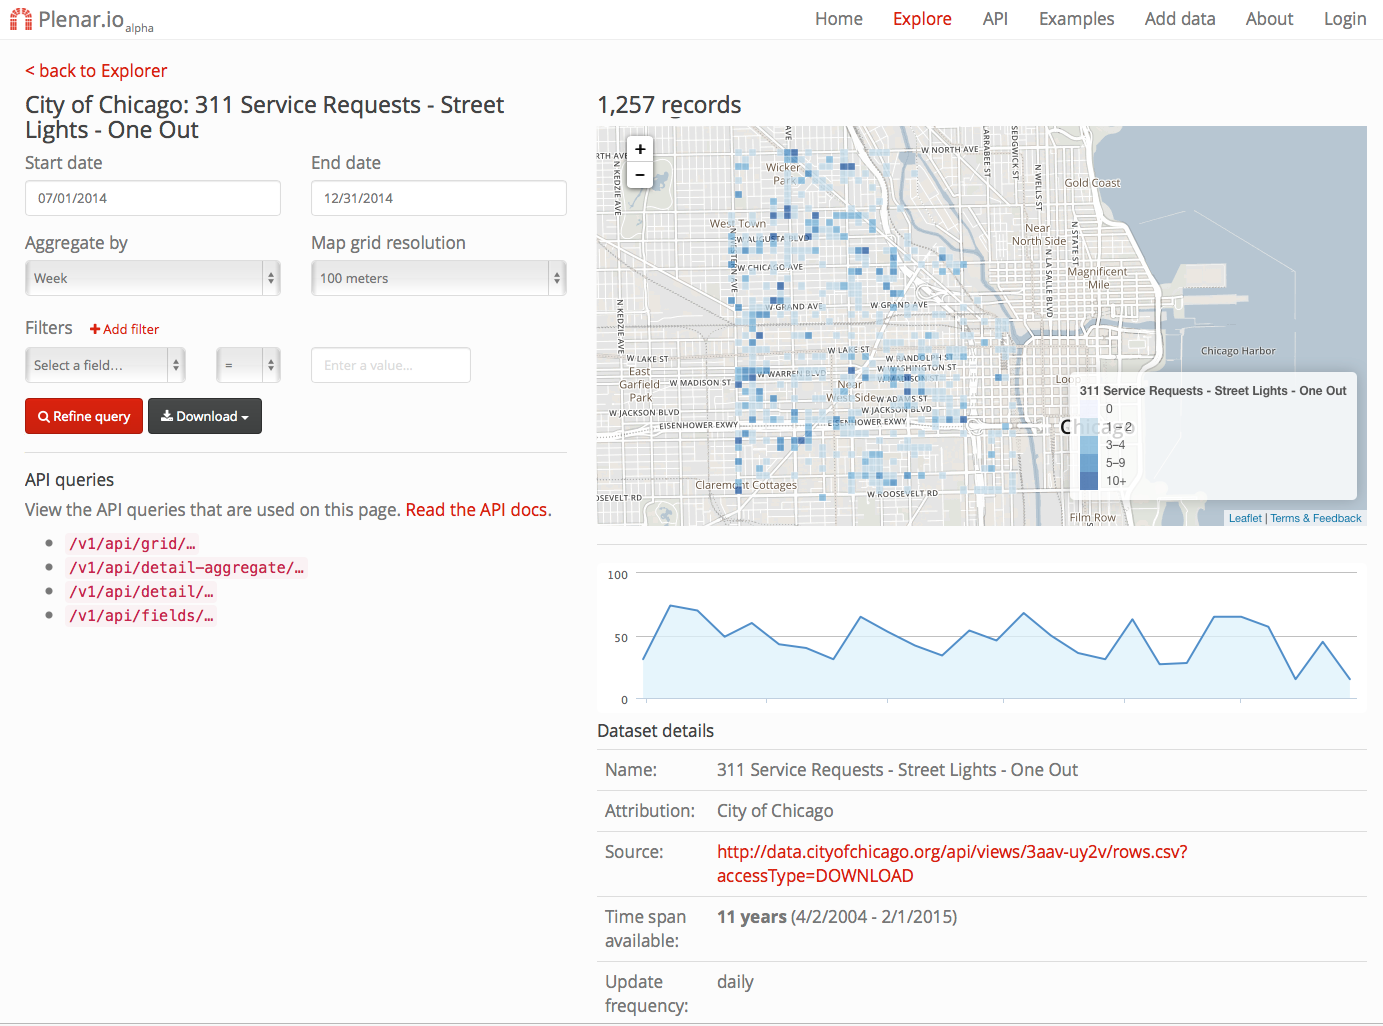 Plenar.io alpha
Home Explore API Examples Add data About Login
< back to Explorer
City of Chicago: 311 Service Requests - Street
Lights - One Out
Start date End date
07/01/2014 12/31/2014
Aggregate by Map grid resolution
Week 100 meters
Filters + Add filter
Select a field... = Enter a value...
Refine query Download
API queries
View the API queries that are used on this page. Read the API docs.
/v1/api/grid/…
/v1/api/detail-aggregate/…
/v1/api/detail/…
/v1/api/fields/…
1,257 records
+
−
W NORTH AVE
N KEDZIE AVE
LARRABEE ST
SEDGWICK ST
N WELLS ST
Gold Coast
Wicker
Park
West Town
W AUGUSTA BLVD
Near
North Side
N STATE ST
N LA SALLE BLVD
W CHICAGO AVE
Magnificent
Mile
W GRAND AVE
W GRAND AVE
N KEDZIE AVE
W LAKE ST
W LAKE ST
W RANDOLPH ST
W WASHINGTON ST
Chicago Harbor
East
Garfield
Park
W WARREN BLVD
W MADISON ST
Near
West Side
W ADAMS ST
W JACKSON BLVD
W JACKSON BLVD
EISENHOWER EXWY
EISENHOWER EXWY
Chicago
Claremont Cottages
ROOSEVELT RD
W ROOSEVELT RD
Film Row
311 Service Requests - Street Lights - One Out
0
1–2
3–4
5–9
10+
Leaflet | Terms & Feedback
100
50
0
Dataset details
Name: 311 Service Requests - Street Lights - One Out
Attribution: City of Chicago
Source: http://data.cityofchicago.org/api/views/3aav-uy2v/rows.csv?
accessType=DOWNLOAD
Time span 11 years (4/2/2004 - 2/1/2015)
available:
Update daily
frequency: